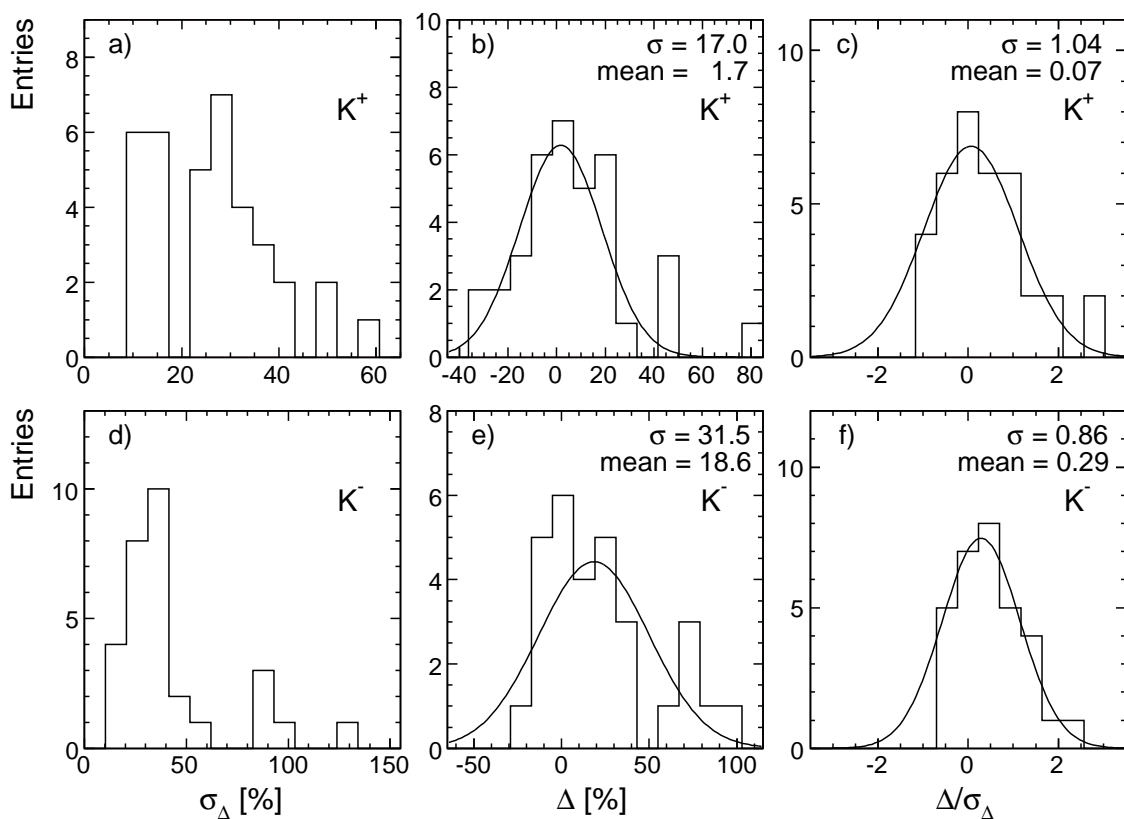 a)
K⁺
Entries
0 2 4 6 8
0 20 40 60
b)
σ = 17.0
mean = 1.7
K⁺
0 2 4 6 8 10
-40 -20 0 20 40 60 80
c)
σ = 1.04
mean = 0.07
K⁺
0 5 10
-2 0 2
d)
K⁻
Entries
0 5 10
0 50 100 150
σ_Δ [%]
e)
σ = 31.5
mean = 18.6
K⁻
0 2 4 6 8
-50 0 50 100
Δ [%]
f)
σ = 0.86
mean = 0.29
K⁻
0 5 10
-2 0 2
Δ/σ_Δ